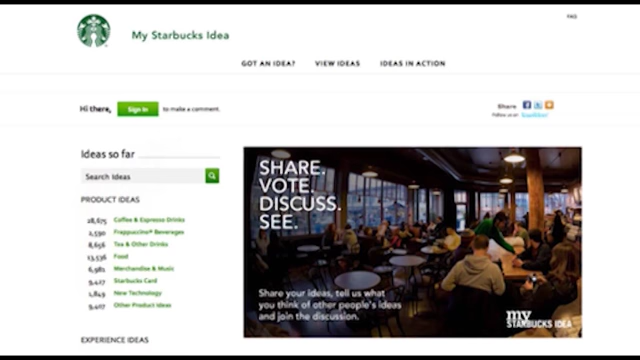 FAQ
My Starbucks Idea
GOT AN IDEA? VIEW IDEAS IDEAS IN ACTION
Hi there, Sign In to make a comment.
Share
Follow us on
Ideas so far
Search Ideas
PRODUCT IDEAS
28,675 Coffee & Espresso Drinks
2,590 Frappuccino® Beverages
8,656 Tea & Other Drinks
13,536 Food
6,981 Merchandise & Music
9,417 Starbucks Card
1,849 New Technology
9,407 Other Product Ideas
EXPERIENCE IDEAS
SHARE.
VOTE.
DISCUSS.
SEE.
Share your ideas, tell us what
you think of other people's ideas
and join the discussion.
my
STARBUCKS IDEA